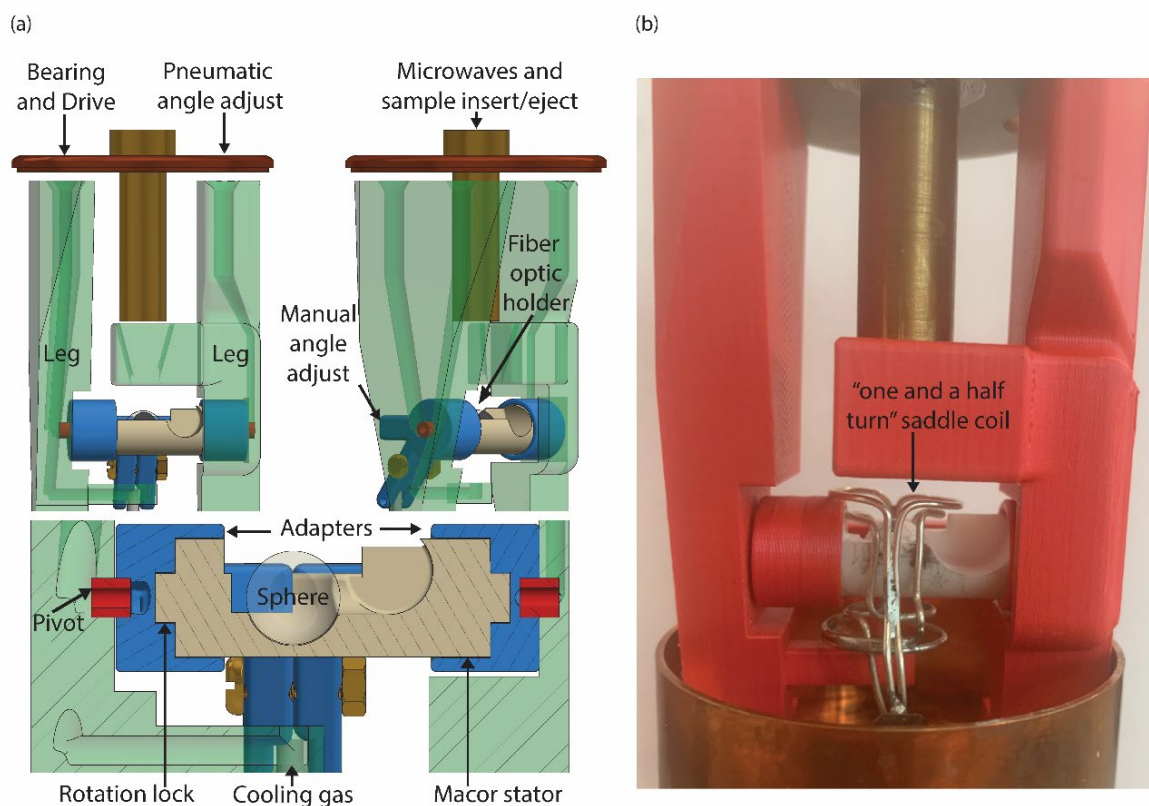 (a)
Bearing
and Drive
Pneumatic
angle adjust
Microwaves and
sample insert/eject
Fiber
optic
holder
Manual
angle
adjust
Leg
Leg
Adapters
Sphere
Pivot
Rotation lock
Cooling gas
Macor stator
(b)
"one and a half
turn" saddle coil